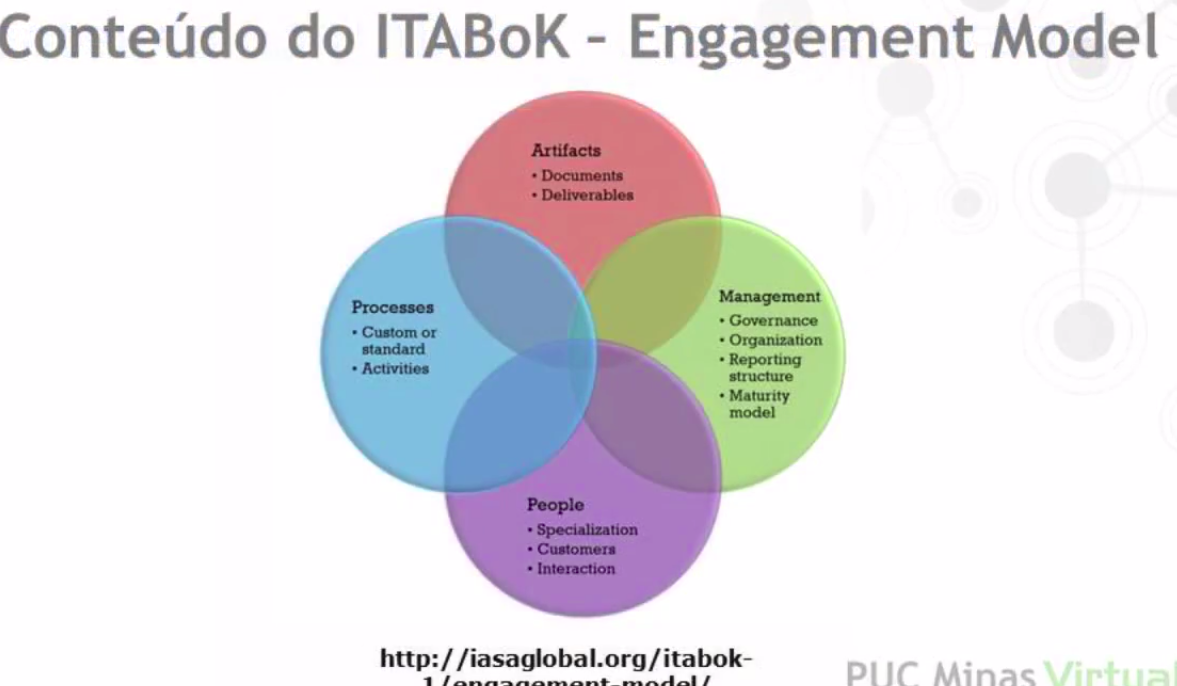 Conteúdo do ITABoK - Engagement Model
Artifacts
• Documents
• Deliverables
Processes
• Custom or
standard
• Activities
Management
• Governance
• Organization
• Reporting
structure
• Maturity
model
People
• Specialization
• Customers
• Interaction
http://iasaglobal.org/itabok-
1/engagement-model/
PUC Minas Virtual